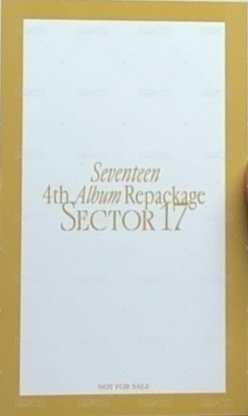 Seventeen
4th Album Repackage
SECTOR 17
NOT FOR SALE